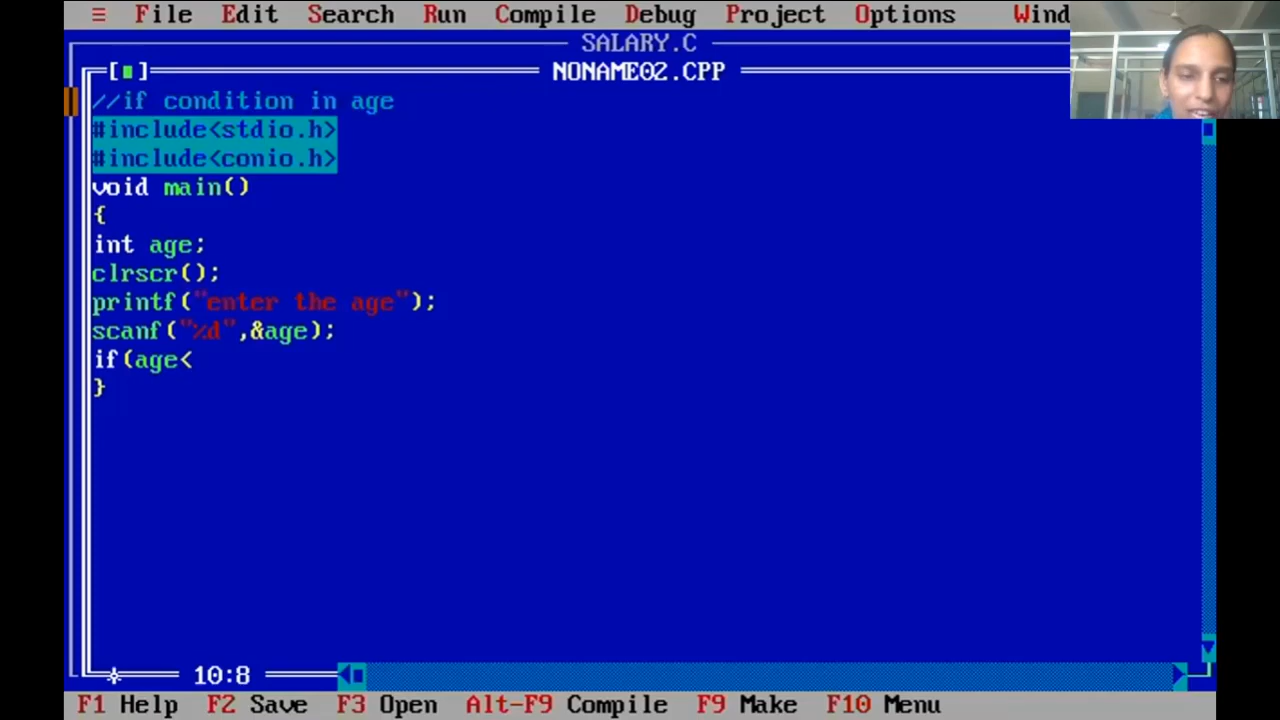 ≡ File Edit Search Run Compile Debug Project Options Wind
SALARY.C
[■] NONAME02.CPP
//if condition in age
#include<stdio.h>
#include<conio.h>
void main()
{
int age;
clrscr();
printf("enter the age");
scanf("%d",&age);
if(age<
}
10:8
F1 Help F2 Save F3 Open Alt-F9 Compile F9 Make F10 Menu